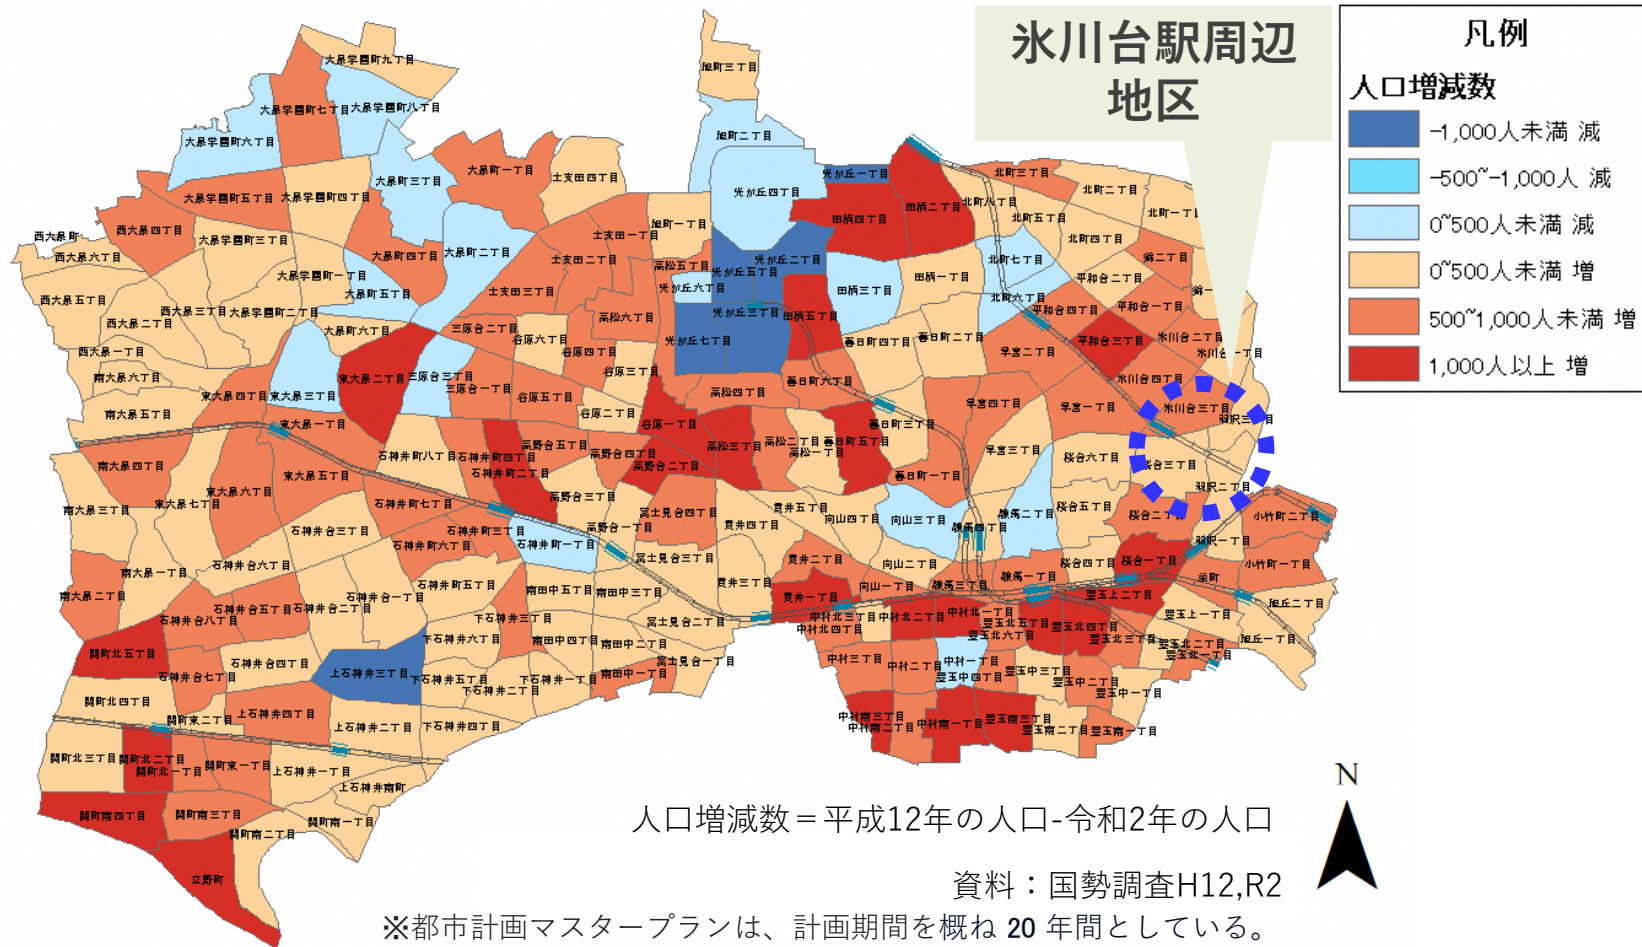 氷川台駅周辺
地区
凡例
人口増減数
-1,000人未満 減
-500~-1,000人 減
0~500人未満 減
0~500人未満 増
500~1,000人未満 増
1,000人以上 増
大泉学園町九丁目
旭町三丁目
大泉学園町七丁目
大泉学園町八丁目
大泉学園町六丁目
旭町二丁目
大泉町三丁目
大泉町一丁目
土支田四丁目
光が丘四丁目
光が丘一丁目
北町三丁目
北町二丁目
大泉学園町五丁目
大泉学園町四丁目
田柄四丁目
田柄二丁目
北町八丁目
北町五丁目
北町一丁目
西大泉四丁目
大泉学園町三丁目
土支田一丁目
旭町一丁目
北町四丁目
西大泉町
西大泉六丁目
大泉町四丁目
大泉町二丁目
土支田二丁目
高松五丁目
光が丘五丁目
光が丘二丁目
北町七丁目
錦二丁目
大泉学園町一丁目
大泉町五丁目
土支田三丁目
光が丘六丁目
田柄三丁目
田柄一丁目
平和台二丁目
錦一
西大泉五丁目
西大泉三丁目
大泉学園町二丁目
光が丘三丁目
田柄五丁目
北町六丁目
平和台四丁目
平和台一丁目
西大泉二丁目
大泉町六丁目
三原台二丁目
高松六丁目
谷原六丁目
光が丘七丁目
春日町四丁目
春日町二丁目
平和台三丁目
氷川台二丁目
西大泉一丁目
谷原四丁目
早宮二丁目
氷川台一丁目
南大泉六丁目
東大泉二丁目
三原台三丁目
谷原三丁目
春日町六丁目
氷川台四丁目
東大泉四丁目
東大泉三丁目
三原台一丁目
谷原五丁目
高松四丁目
早宮四丁目
早宮一丁目
氷川台三丁目
南大泉五丁目
谷原二丁目
東大泉一丁目
谷原一丁目
春日町三丁目
羽沢三丁目
高野台五丁目
高松三丁目
高松二丁目
春日町五丁目
石神井町八丁目
石神井町四丁目
高野台四丁目
高松一丁目
早宮三丁目
桜台六丁目
南大泉四丁目
石神井町二丁目
高野台二丁目
春日町一丁目
桜台三丁目
東大泉五丁目
東大泉六丁目
高野台三丁目
羽沢二丁目
東大泉七丁目
石神井町七丁目
南大泉三丁目
富士見台四丁目
貫井五丁目
桜台五丁目
桜台二丁目
小竹町二丁目
高野台一丁目
貫井四丁目
向山四丁目
向山三丁目
練馬四丁目
練馬二丁目
石神井台三丁目
石神井町三丁目
石神井町六丁目
石神井町一丁目
羽沢一丁目
南大泉一丁目
石神井台六丁目
富士見台三丁目
貫井二丁目
向山二丁目
桜台四丁目
桜台一丁目
小竹町一丁目
石神井町五丁目
貫井三丁目
向山一丁目
練馬三丁目
練馬一丁目
栄町
南大泉二丁目
石神井台一丁目
南田中五丁目
南田中三丁目
貫井一丁目
豊玉上二丁目
旭丘二丁目
石神井台五丁目
石神井台二丁目
石神井台八丁目
下石神井三丁目
富士見台二丁目
中村北三丁目
中村北二丁目
中村北一丁目
豊玉上一丁目
中村北四丁目
豊玉北五丁目
豊玉北四丁目
下石神井六丁目
南田中四丁目
南田中二丁目
豊玉北六丁目
豊玉北三丁目
豊玉北二丁目
旭丘一丁目
関町北五丁目
石神井台四丁目
富士見台一丁目
中村三丁目
中村二丁目
中村一丁目
豊玉北一丁目
石神井台七丁目
上石神井三丁目
下石神井五丁目
下石神井一丁目
南田中一丁目
豊玉中四丁目
豊玉中三丁目
豊玉中二丁目
下石神井二丁目
豊玉中一丁目
関町北四丁目
関町東二丁目
上石神井四丁目
上石神井二丁目
下石神井四丁目
中村南三丁目
中村南二丁目
中村南一丁目
豊玉南三丁目
豊玉南二丁目
豊玉南一丁目
関町北三丁目
関町北二丁目
関町北一丁目
関町東一丁目
上石神井一丁目
上石神井南町
関町南四丁目
関町南三丁目
関町南二丁目
関町南一丁目
立野町
N
人口増減数＝平成12年の人口-令和2年の人口
資料：国勢調査H12,R2
※都市計画マスタープランは、計画期間を概ね 20 年間としている。